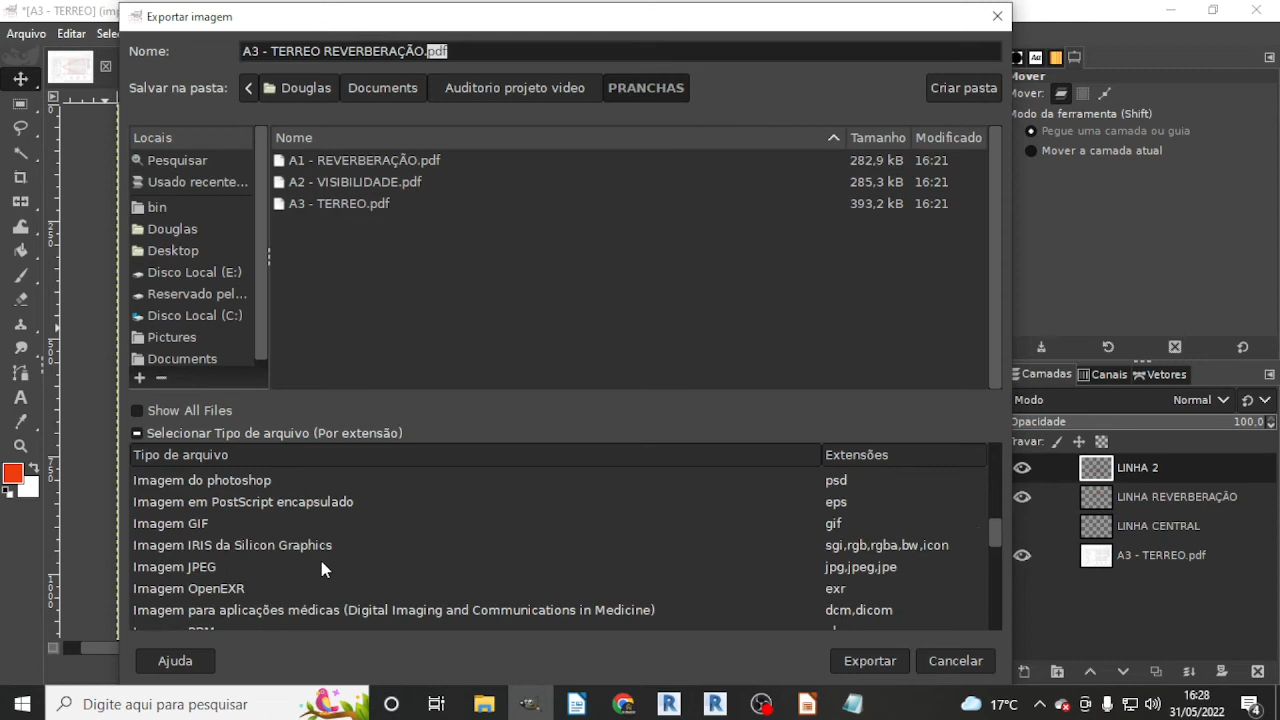 *[A3 - TERREO] (imp
Exportar imagem
Arquivo Editar Sele
Nome: A3 - TERREO REVERBERAÇÃO.pdf
Salvar na pasta: Douglas Documents Auditorio projeto video PRANCHAS Criar pasta
Locais Nome Tamanho Modificado
Pesquisar
Usado recente...
bin
Douglas
Desktop
Disco Local (E:)
Reservado pel...
Disco Local (C:)
Pictures
Documents
A1 - REVERBERAÇÃO.pdf 282,9 kB 16:21
A2 - VISIBILIDADE.pdf 285,3 kB 16:21
A3 - TERREO.pdf 393,2 kB 16:21
Show All Files
Selecionar Tipo de arquivo (Por extensão)
Tipo de arquivo Extensões
Imagem do photoshop psd
Imagem em PostScript encapsulado eps
Imagem GIF gif
Imagem IRIS da Silicon Graphics sgi,rgb,rgba,bw,icon
Imagem JPEG jpg,jpeg,jpe
Imagem OpenEXR exr
Imagem para aplicações médicas (Digital Imaging and Communications in Medicine) dcm,dicom
Ajuda Exportar Cancelar
Mover
Mover:
Modo da ferramenta (Shift)
Pegue uma camada ou guia
Mover a camada atual
Camadas Canais Vetores
Modo Normal
Opacidade 100,0
Travar:
LINHA 2
LINHA REVERBERAÇÃO
LINHA CENTRAL
A3 - TERREO.pdf
Digite aqui para pesquisar
17°C
16:28
31/05/2022
4